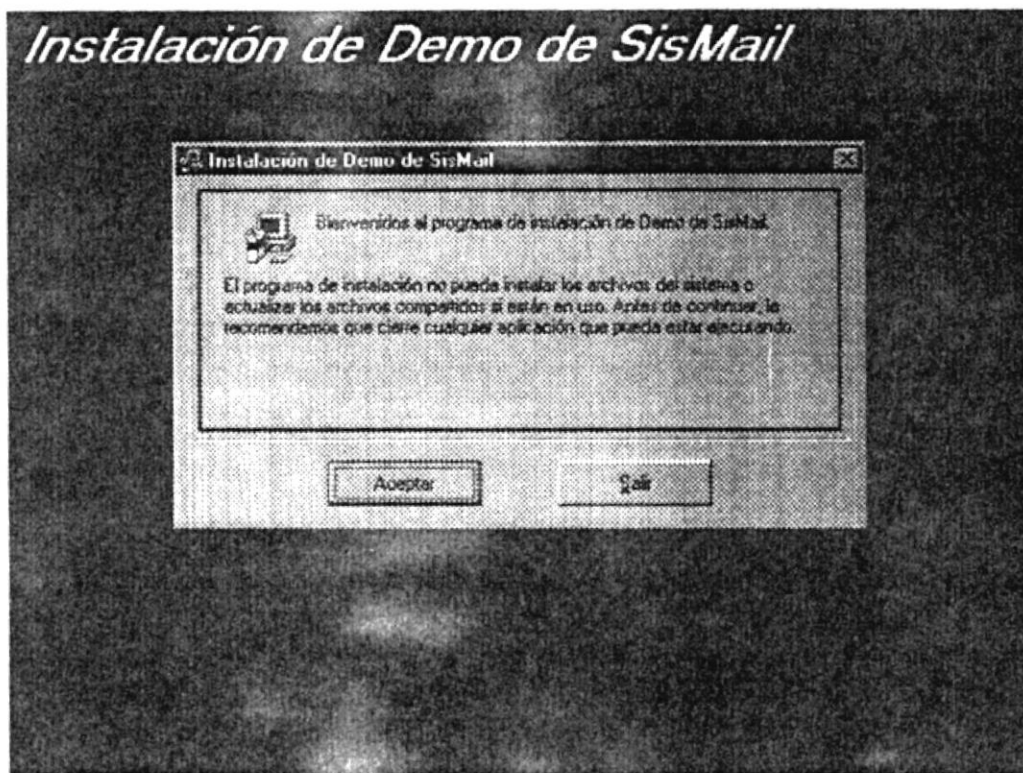 Instalación de Demo de SisMail
Instalación de Demo de SisMail
Bienvenidos al programa de instalación de Demo de SisMail.
El programa de instalación no puede instalar los archivos del sistema o
actualizar los archivos compartidos si están en uso. Antes de continuar, le
recomendamos que cierre cualquier aplicación que pueda estar ejecutando.
Aceptar
Salir